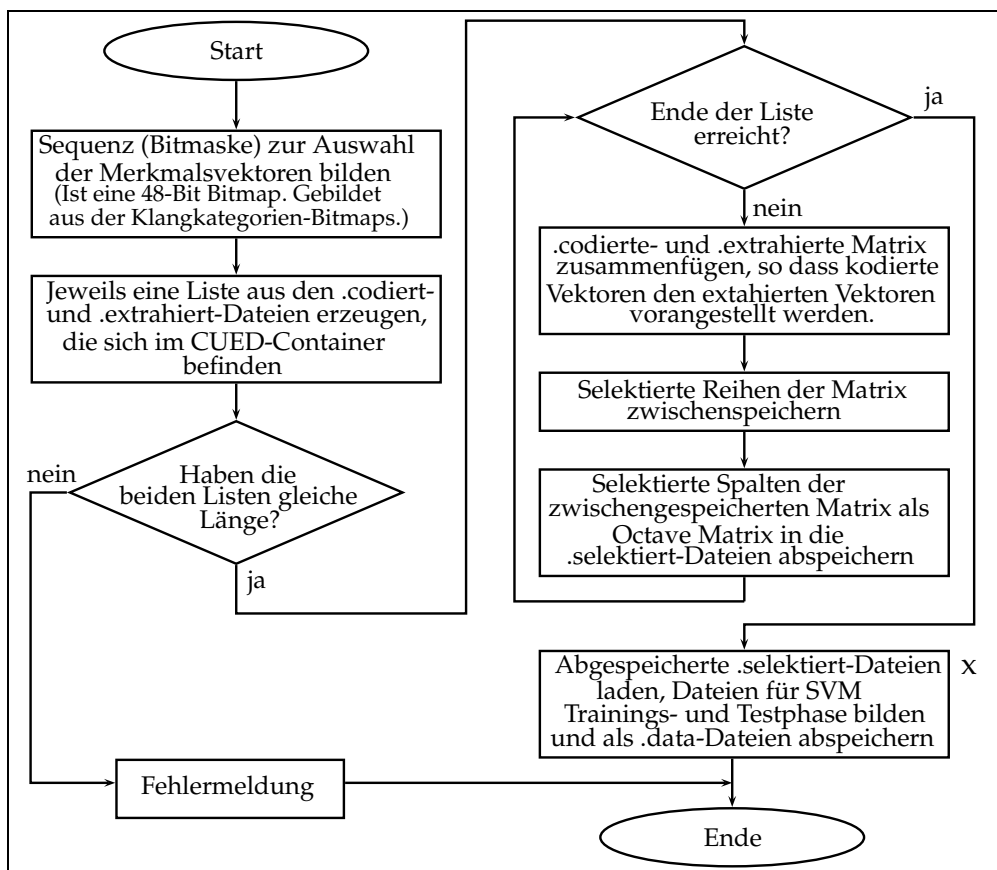 Start
Sequenz (Bitmaske) zur Auswahl
der Merkmalsvektoren bilden
(Ist eine 48-Bit Bitmap. Gebildet
aus der Klangkategorien-Bitmaps.)
Jeweils eine Liste aus den .codiert-
und .extrahiert-Dateien erzeugen,
die sich im CUED-Container
befinden
nein
Haben die
beiden Listen gleiche
Länge?
ja
Ende der Liste
erreicht?
ja
nein
.codierte- und .extrahierte Matrix
zusammenfügen, so dass kodierte
Vektoren den extahierten Vektoren
vorangestellt werden.
Selektierte Reihen der Matrix
zwischenspeichern
Selektierte Spalten der
zwischengespeicherten Matrix als
Octave Matrix in die
.selektiert-Dateien abspeichern
Abgespeicherte .selektiert-Dateien
laden, Dateien für SVM
Trainings- und Testphase bilden
und als .data-Dateien abspeichern
x
Fehlermeldung
Ende